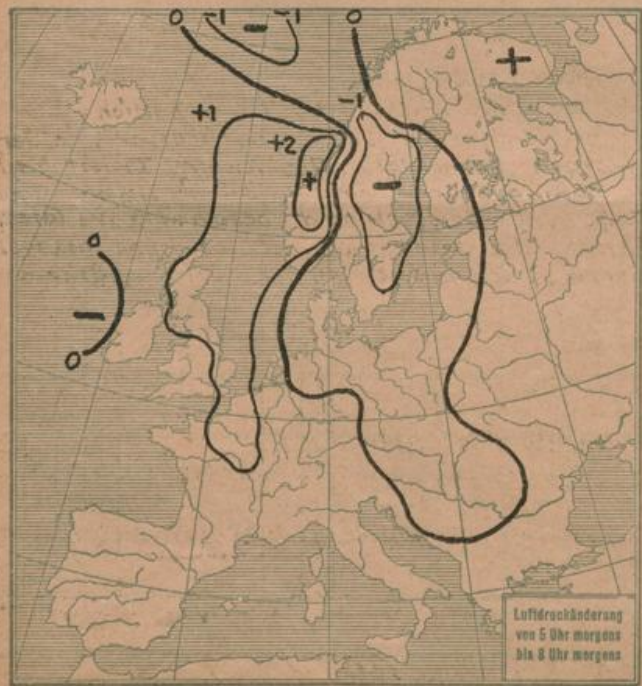 0 -1 − -1 0
+
-1
+1
+2
+
−
0
−
0
Luftdruckänderung
von 5 Uhr morgens
bis 8 Uhr morgens